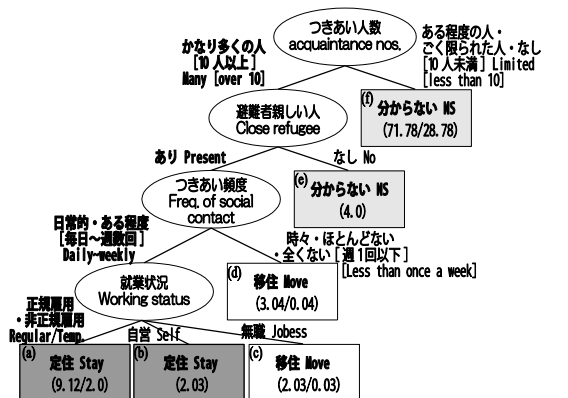 つきあい人数
acquaintance nos.
かなり多くの人
[10人以上]
Many [over 10]
ある程度の人・
ごく限られた人・なし
[10人未満] Limited
[less than 10]
避難者親しい人
Close refugee
(f)
分からない NS
(71.78/28.78)
あり Present
なし No
つきあい頻度
Freq. of social
contact
(e)
分からない NS
(4.0)
日常的・ある程度
[毎日～週数回]
Daily~weekly
時々・ほとんどない
・全くない[週1回以下]
[Less than once a week]
就業状況
Working status
(d)
移住 Move
(3.04/0.04)
正規雇用
・非正規雇用
Regular/Temp.
自営 Self
無職 Jobess
(a)
定住 Stay
(9.12/2.0)
(b)
定住 Stay
(2.03)
(c)
移住 Move
(2.03/0.03)